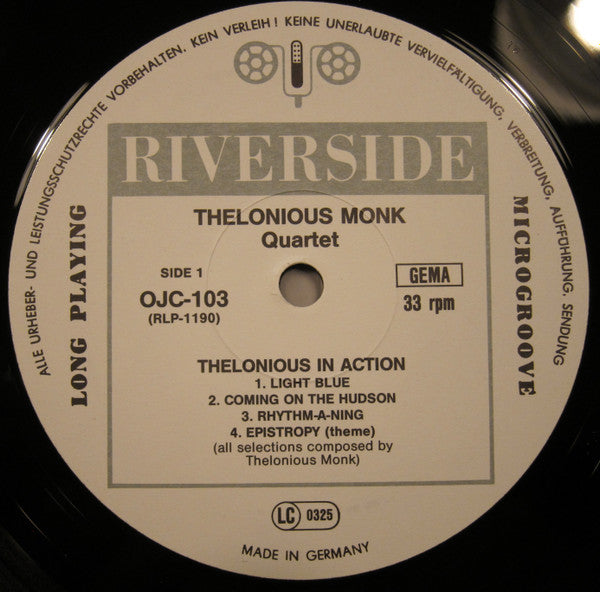 ALLE URHEBER- UND LEISTUNGSSCHUTZRECHTE VORBEHALTEN. KEIN VERLEIH! KEINE UNERLAUBTE VERVIELFÄLTIGUNG, VERBREITUNG, AUFFÜHRUNG, SENDUNG
RIVERSIDE
LONG PLAYING
MICROGROOVE
THELONIOUS MONK
Quartet
SIDE 1
GEMA
OJC-103
33 rpm
(RLP-1190)
THELONIOUS IN ACTION
1. LIGHT BLUE
2. COMING ON THE HUDSON
3. RHYTHM-A-NING
4. EPISTROPY (theme)
(all selections composed by
Thelonious Monk)
LC 0325
MADE IN GERMANY